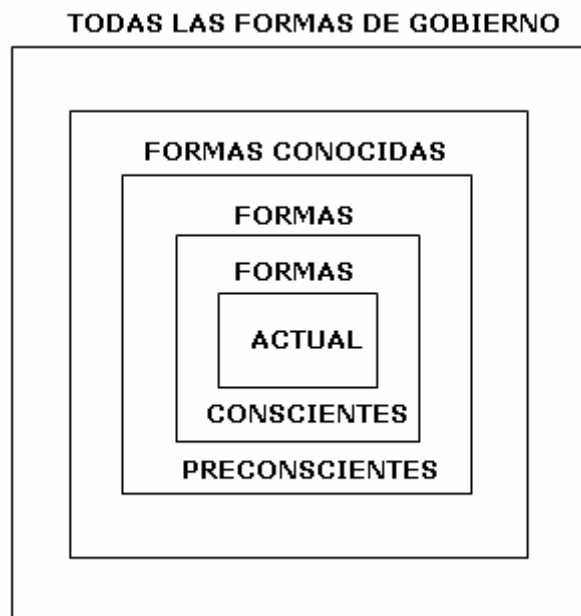 TODAS LAS FORMAS DE GOBIERNO
FORMAS CONOCIDAS
FORMAS
FORMAS
ACTUAL
CONSCIENTES
PRECONSCIENTES